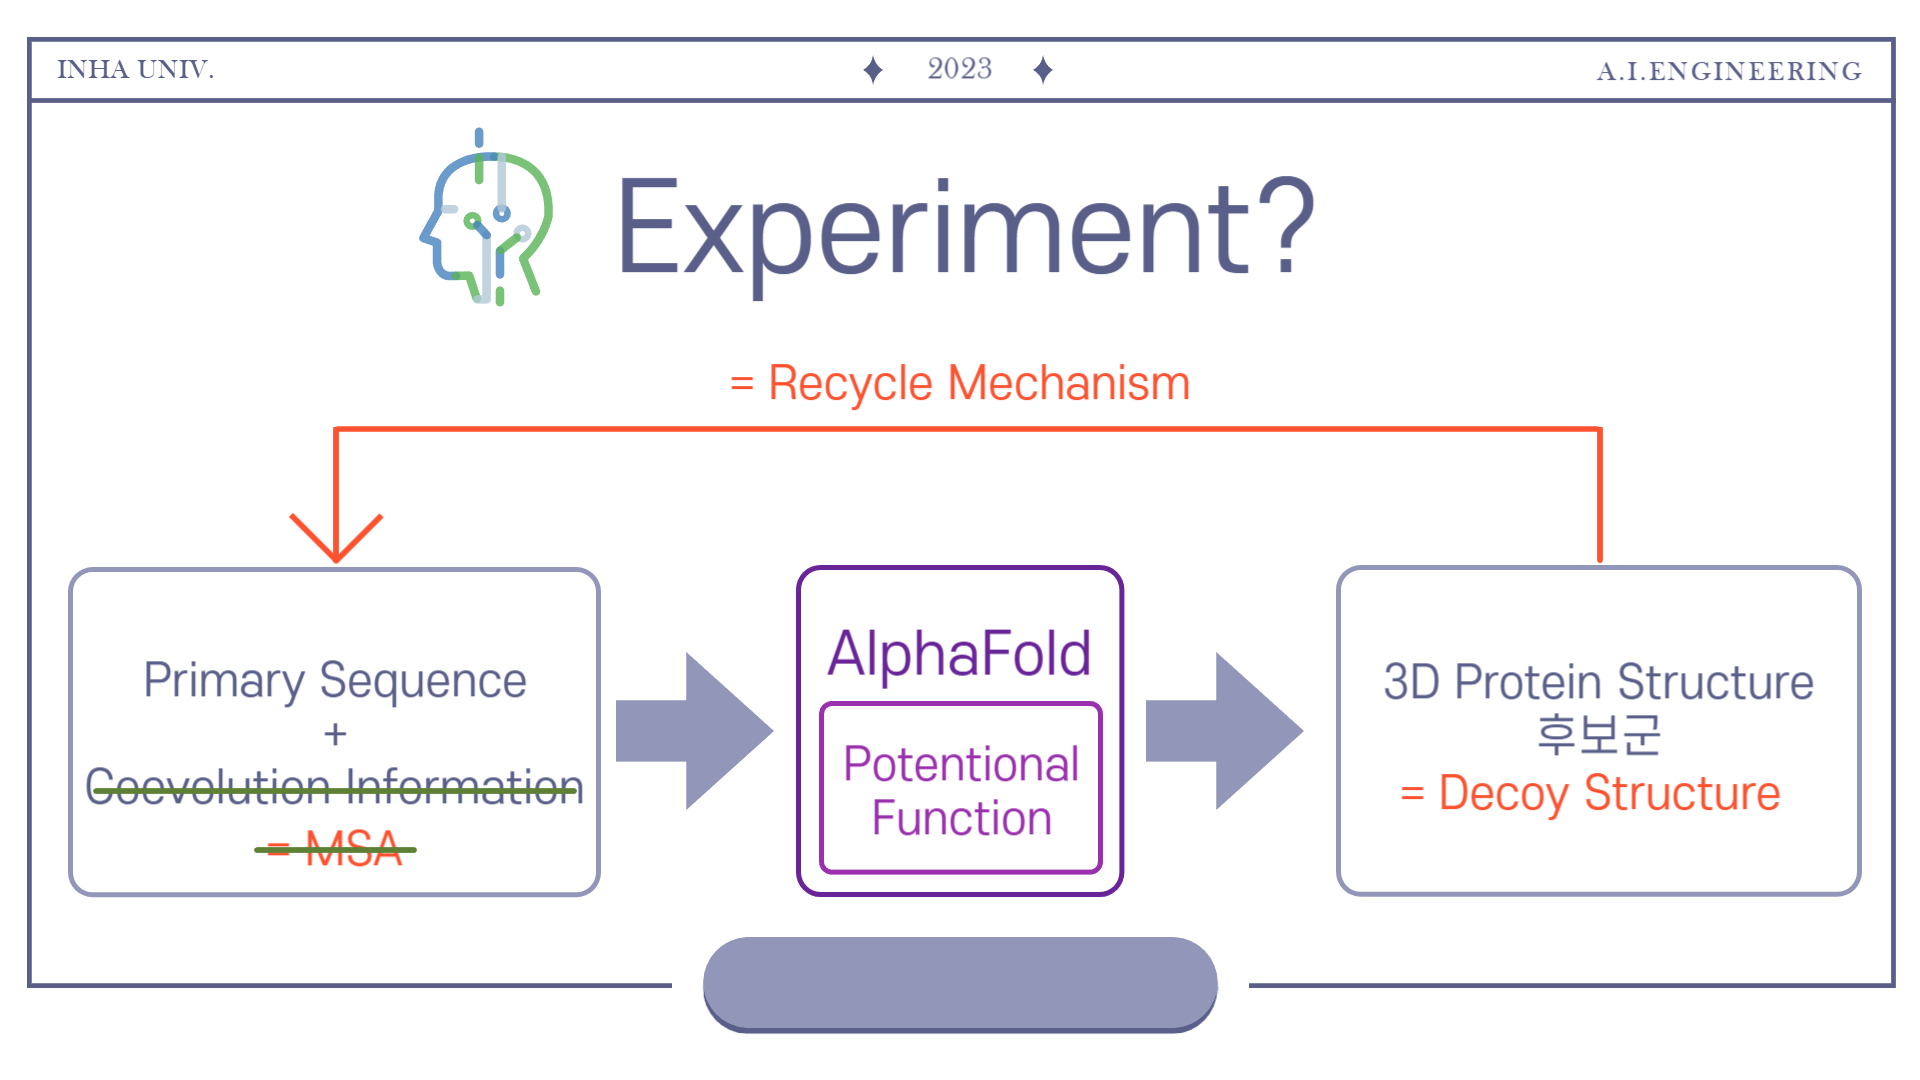 INHA UNIV.
2023
A.I.ENGINEERING
Experiment?
= Recycle Mechanism
Primary Sequence
+
Coevolution Information
= MSA
AlphaFold
Potentional
Function
3D Protein Structure
후보군
= Decoy Structure